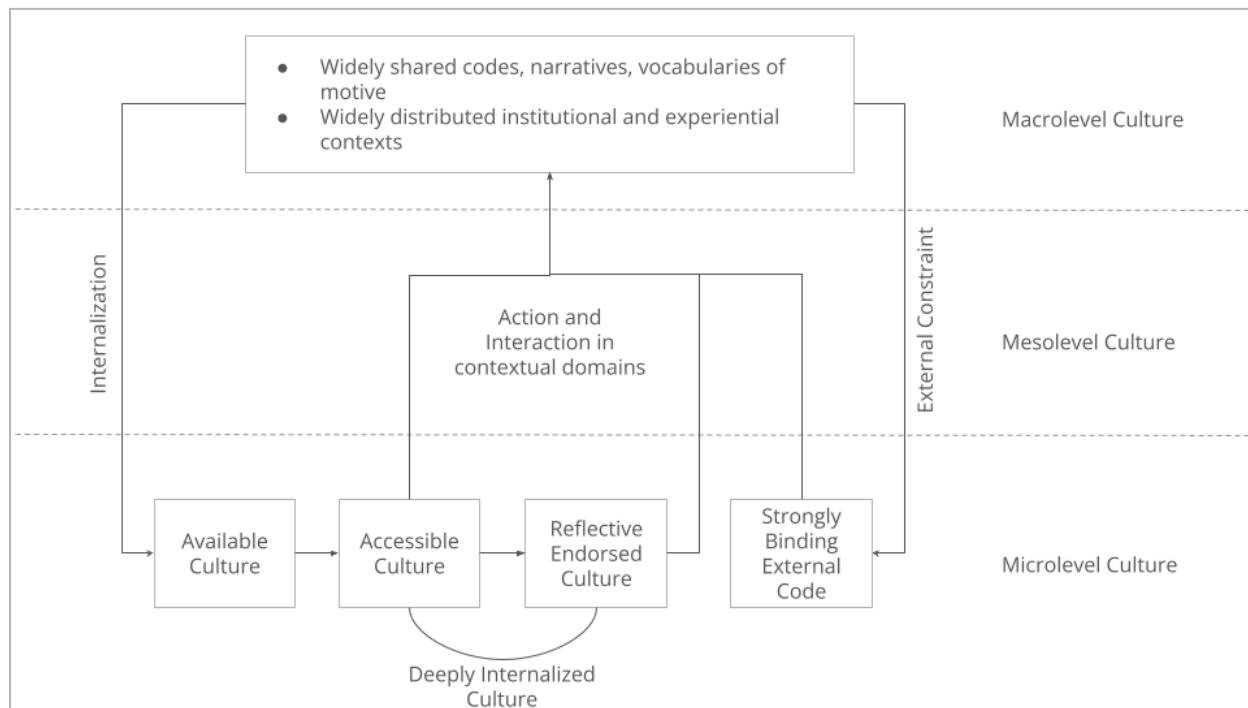 ● Widely shared codes, narratives, vocabularies of
motive
● Widely distributed institutional and experiential
contexts
Macrolevel Culture
Internalization
Action and
Interaction in
contextual domains
External Constraint
Mesolevel Culture
Available
Culture
Accessible
Culture
Reflective
Endorsed
Culture
Strongly
Binding
External
Code
Microlevel Culture
Deeply Internalized
Culture